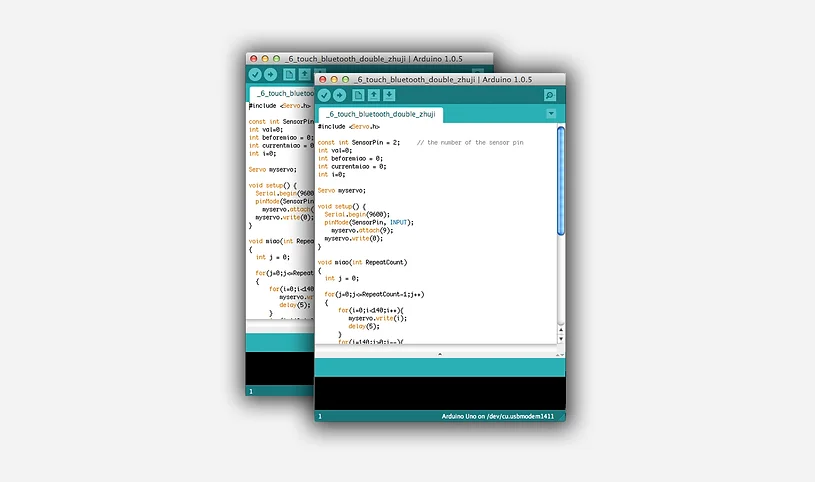 _6_touch_bluetooth_double_zhuji | Arduino 1.0.5
_6_touch_bluetoo
#include <Servo.h>
const int SensorPin
int val=0;
int beforemiao = 0;
int currentmiao = 0;
int i=0;
Servo myservo;
void setup() {
Serial.begin(9600
pinMode(SensorPin
myservo.attach(
myservo.write(0);
}
void miao(int Repeat
{
int j = 0;
for(j=0;j<=Repeat
{
for(i=0;i<140
myservo.wr
delay(5);
}
1
_6_touch_bluetooth_double_zhuji | Arduino 1.0.5
_6_touch_bluetooth_double_zhuji
#include <Servo.h>
const int SensorPin = 2; // the number of the sensor pin
int val=0;
int beforemiao = 0;
int currentmiao = 0;
int i=0;
Servo myservo;
void setup() {
Serial.begin(9600);
pinMode(SensorPin, INPUT);
myservo.attach(9);
myservo.write(0);
}
void miao(int RepeatCount)
{
int j = 0;
for(j=0;j<=RepeatCount-1;j++)
{
for(i=0;i<140;i++){
myservo.write(i);
delay(5);
}
for(i=140;i>0;i--){
1
Arduino Uno on /dev/cu.usbmodem1411